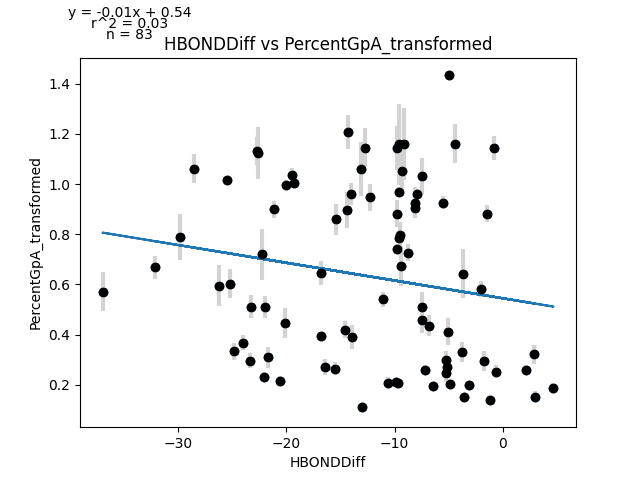 y = -0.01x + 0.54
r^2 = 0.03
n = 83
HBONDDiff vs PercentGpA_transformed
1.4
1.2
1.0
0.8
0.6
0.4
0.2
PercentGpA_transformed
−30
−20
−10
0
HBONDDiff